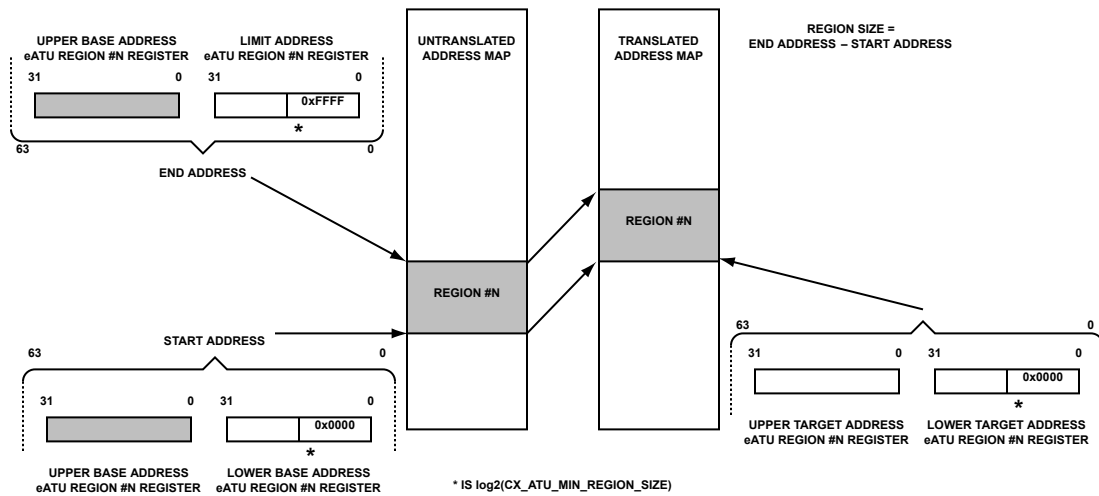 UPPER BASE ADDRESS
eATU REGION #N REGISTER
31 0
LIMIT ADDRESS
eATU REGION #N REGISTER
31 0
0xFFFF
*
63 0
END ADDRESS
UNTRANSLATED
ADDRESS MAP
REGION #N
TRANSLATED
ADDRESS MAP
REGION #N
REGION SIZE =
END ADDRESS – START ADDRESS
START ADDRESS
63 0
31 0
UPPER BASE ADDRESS
eATU REGION #N REGISTER
31 0
0x0000
*
LOWER BASE ADDRESS
eATU REGION #N REGISTER
63 0
31 0
UPPER TARGET ADDRESS
eATU REGION #N REGISTER
31 0
0x0000
*
LOWER TARGET ADDRESS
eATU REGION #N REGISTER
* IS log2(CX_ATU_MIN_REGION_SIZE)